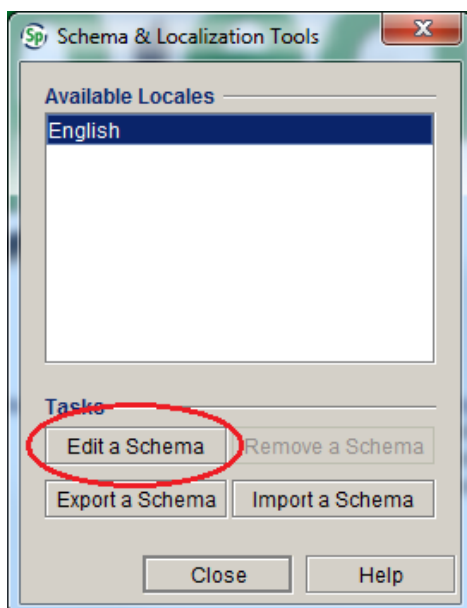 Sp Schema & Localization Tools X
Available Locales
English
Tasks
Edit a Schema Remove a Schema
Export a Schema Import a Schema
Close Help